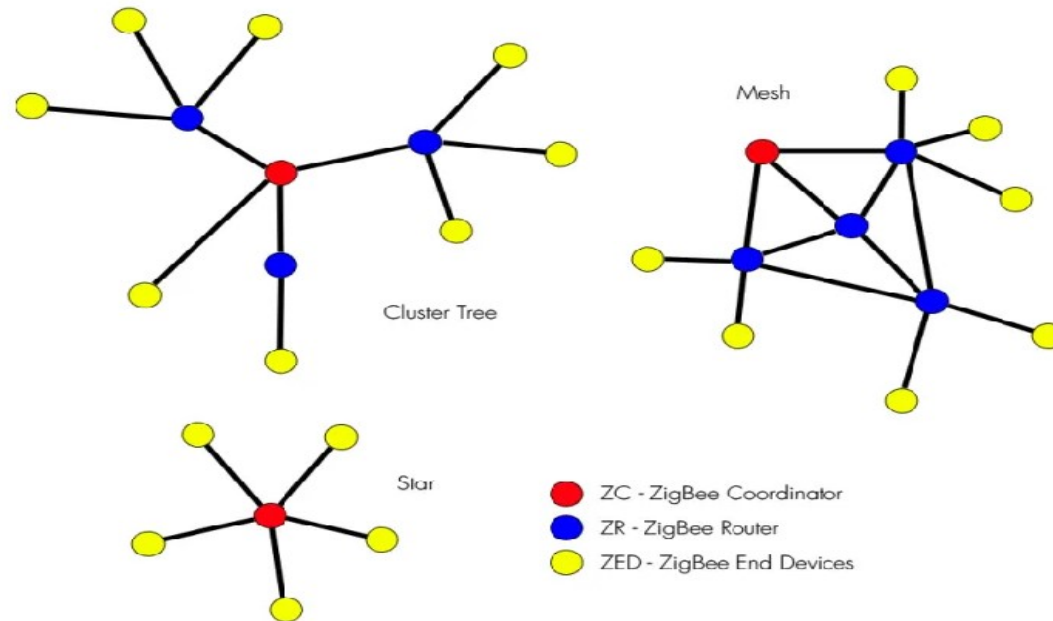 Mesh
Cluster Tree
Star
ZC - ZigBee Coordinator
ZR - ZigBee Router
ZED - ZigBee End Devices